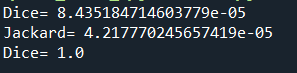 Dice= 8.435184714603779e-05
Jackard= 4.217770245657419e-05
Dice= 1.0